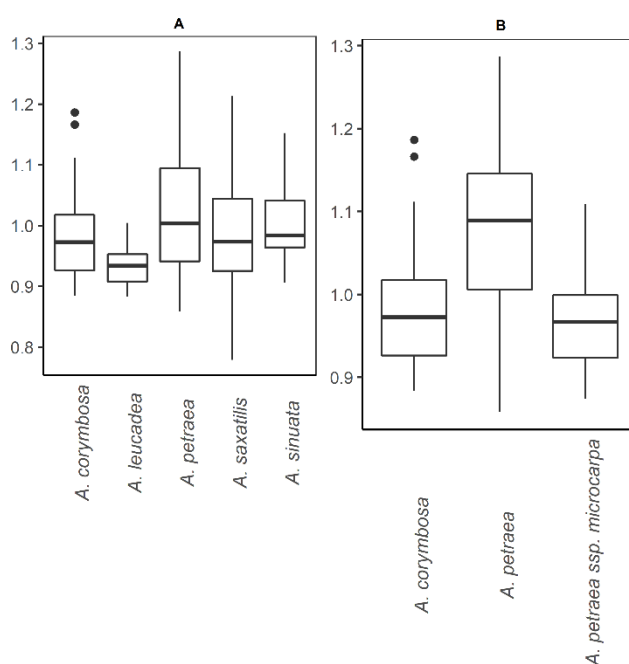 A
1.3
1.2
1.1
1.0
0.9
0.8
A. corymbosa
A. leucadea
A. petraea
A. saxatilis
A. sinuata
B
1.3
1.2
1.1
1.0
0.9
A. corymbosa
A. petraea
A. petraea ssp. microcarpa